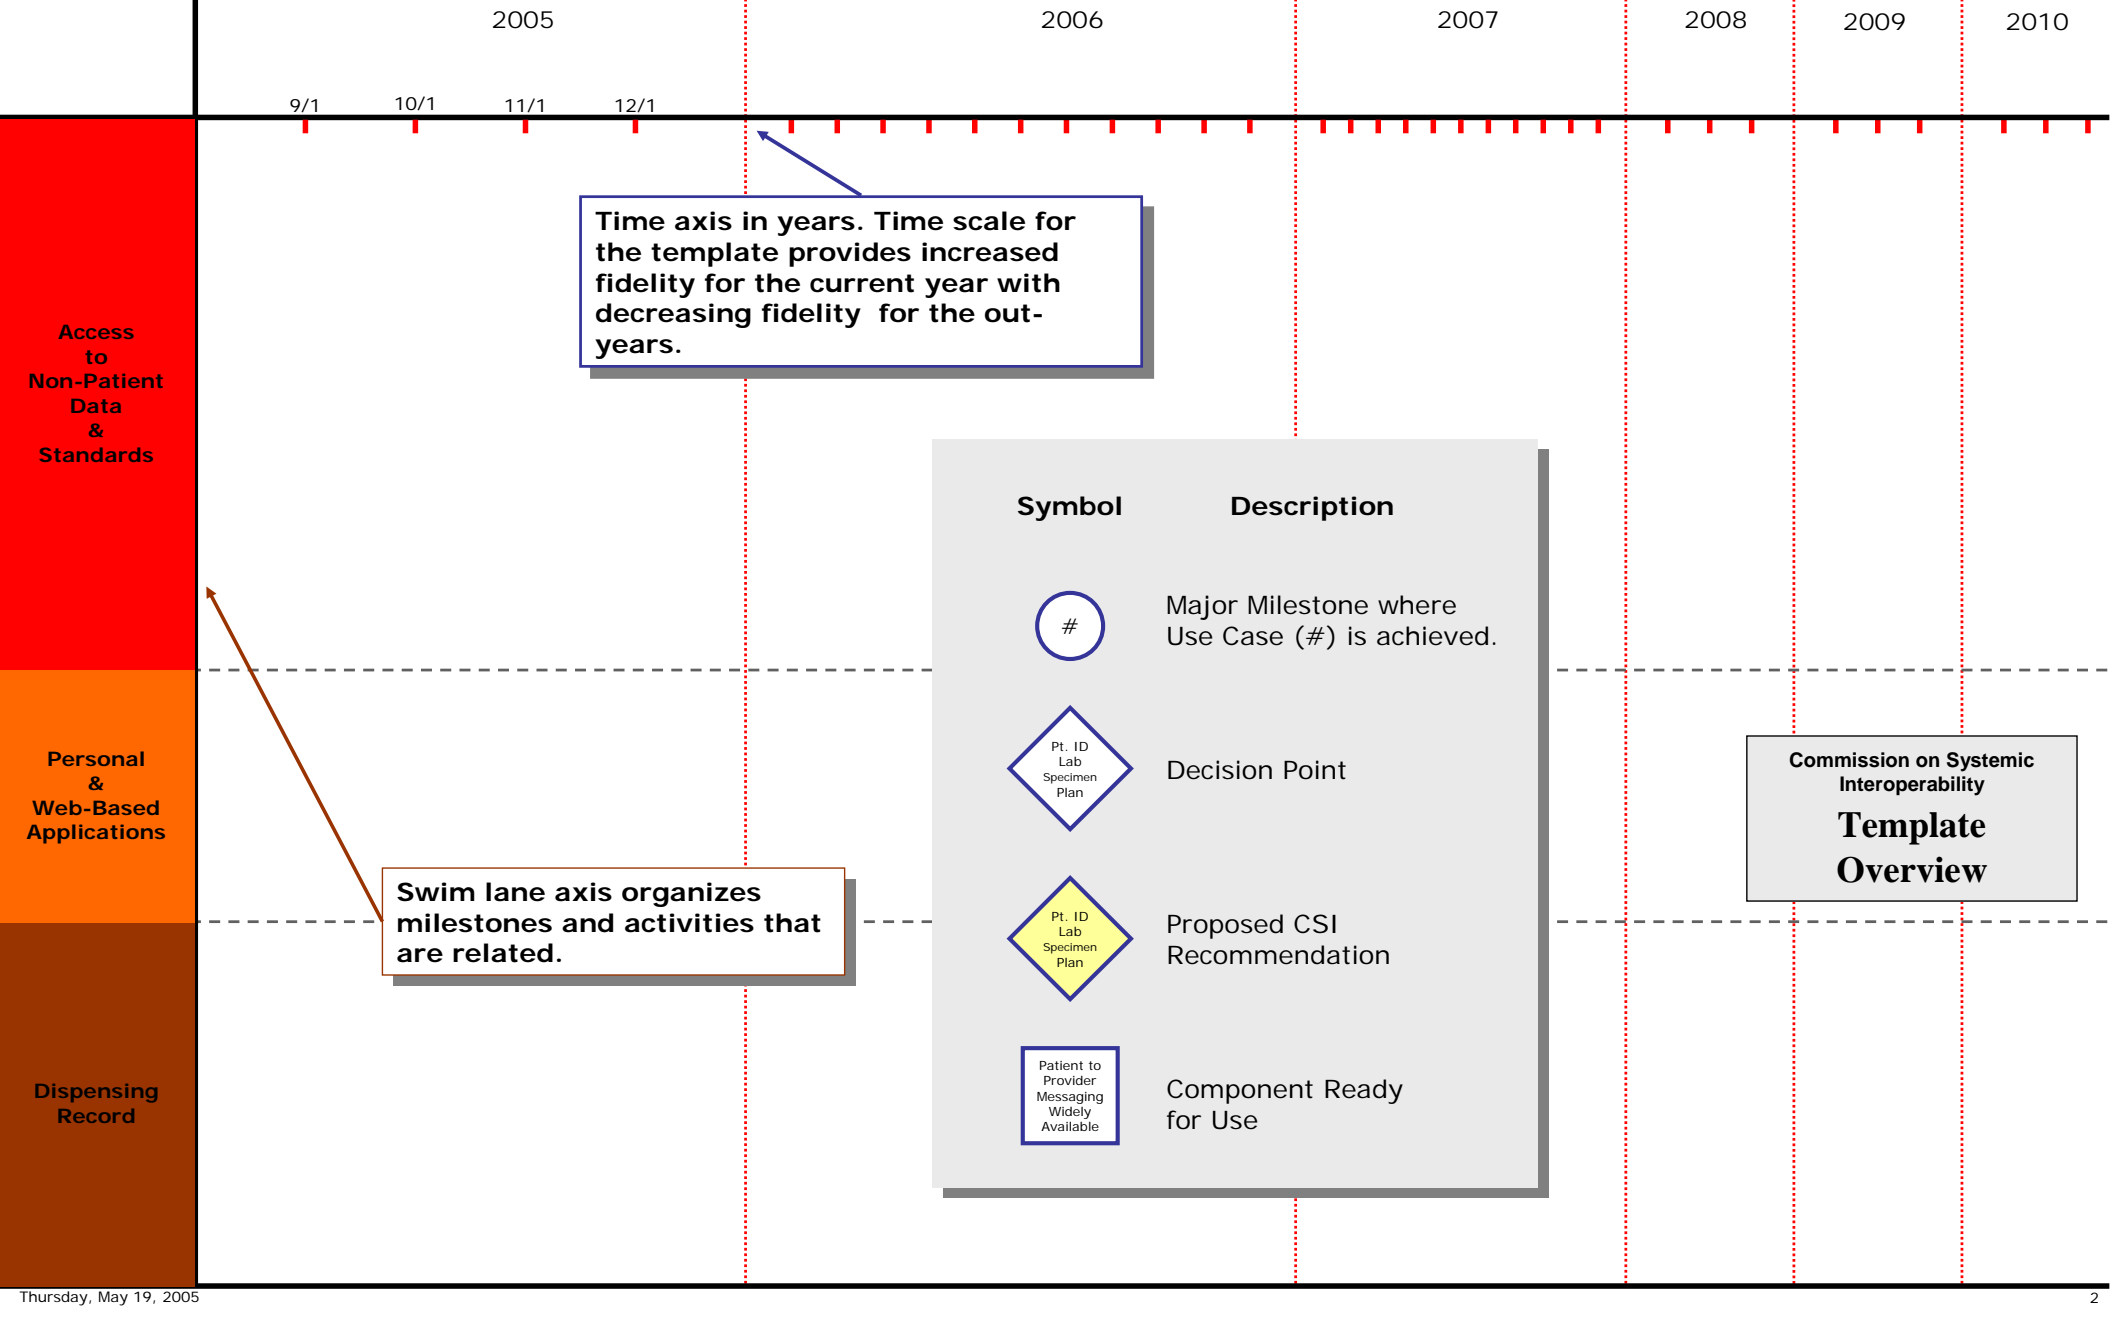 2005
2006
2007
2008
2009
2010
9/1
10/1
11/1
12/1
Time axis in years. Time scale for
the template provides increased
fidelity for the current year with
decreasing fidelity for the out-
years.
Access
to
Non-Patient
Data
&
Standards
Symbol
Description
#
Major Milestone where
Use Case (#) is achieved.
Pt. ID
Lab
Specimen
Plan
Decision Point
Personal
&
Web-Based
Applications
Commission on Systemic
Interoperability
Template
Overview
Swim lane axis organizes
milestones and activities that
are related.
Pt. ID
Lab
Specimen
Plan
Proposed CSI
Recommendation
Dispensing
Record
Patient to
Provider
Messaging
Widely
Available
Component Ready
for Use
Thursday, May 19, 2005
2